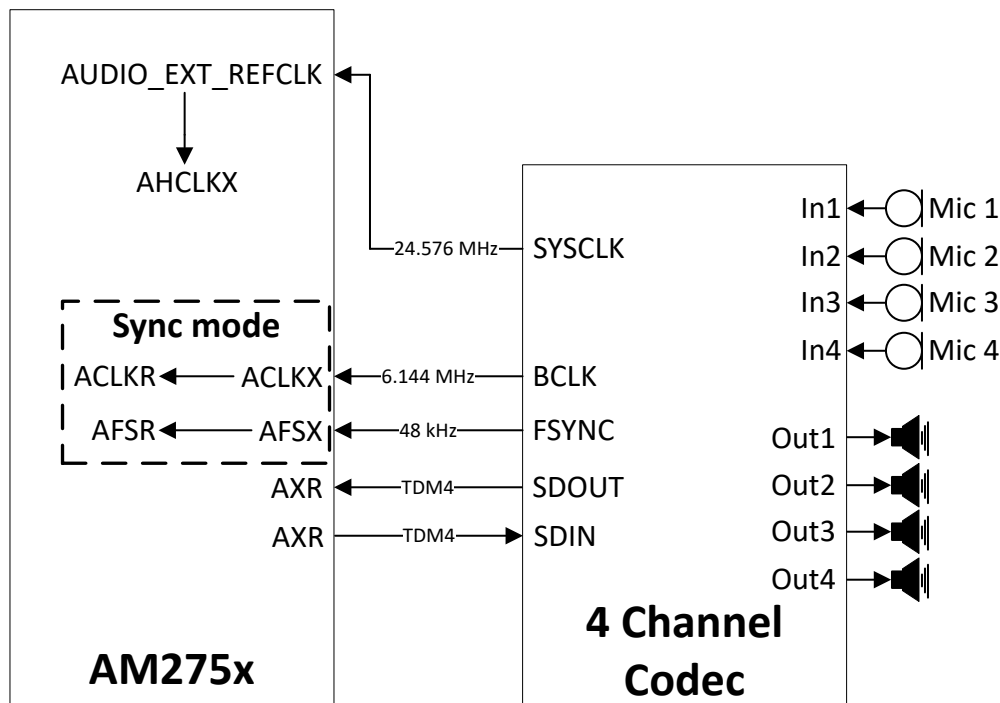 AUDIO_EXT_REFCLK
AHCLKX
24.576 MHz
SYSCLK
In1
Mic 1
In2
Mic 2
In3
Mic 3
In4
Mic 4
Sync mode
ACLKR
ACLKX
6.144 MHz
BCLK
AFSR
AFSX
48 kHz
FSYNC
AXR
TDM4
SDOUT
AXR
TDM4
SDIN
Out1
Out2
Out3
Out4
AM275x
4 Channel
Codec